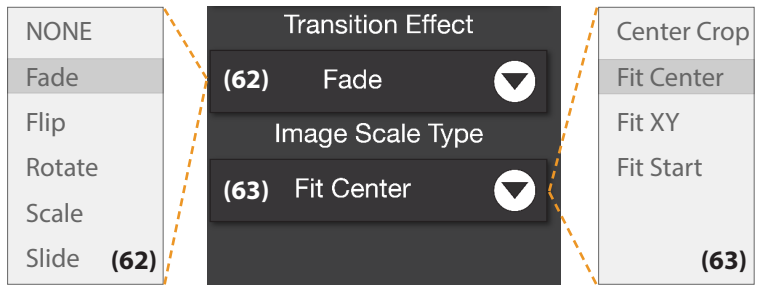 NONE
Fade
Flip
Rotate
Scale
Slide (62)
Transition Effect
(62) Fade
Image Scale Type
(63) Fit Center
Center Crop
Fit Center
Fit XY
Fit Start
(63)